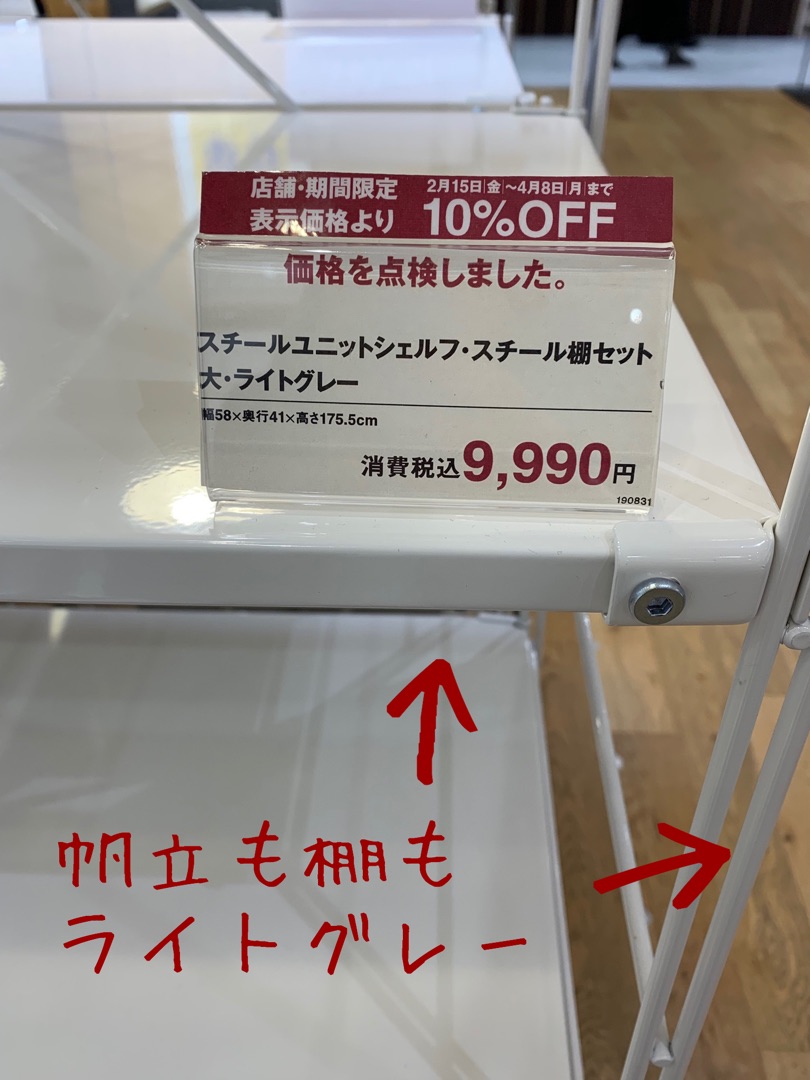 店舗・期間限定 2月15日|金|~4月8日|月|まで
表示価格より 10%OFF
価格を点検しました。
スチールユニットシェルフ・スチール棚セット
大・ライトグレー
幅58×奥行41×高さ175.5cm
消費税込9,990円
190831
帆立も棚も
ライトグレー